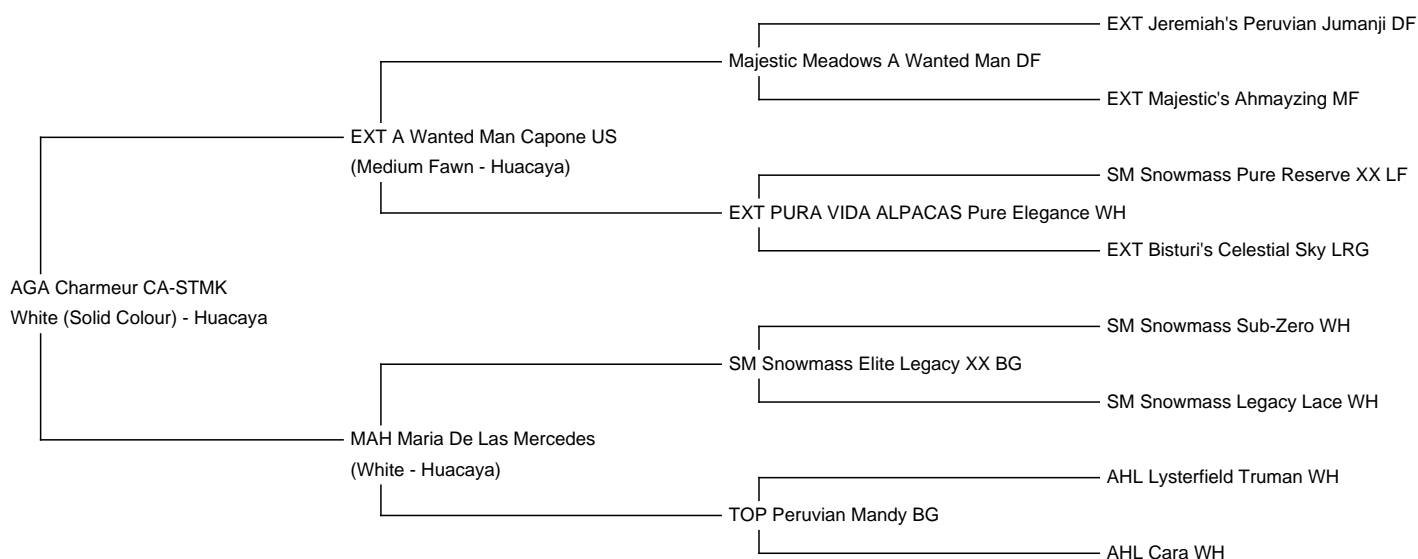 EXT Jeremiah's Peruvian Jumanji DF
Majestic Meadows A Wanted Man DF
EXT Majestic's Ahmayzing MF
EXT A Wanted Man Capone US
(Medium Fawn - Huacaya)
SM Snowmass Pure Reserve XX LF
EXT PURA VIDA ALPACAS Pure Elegance WH
EXT Bisturi's Celestial Sky LRG
AGA Charmeur CA-STMK
White (Solid Colour) - Huacaya
SM Snowmass Sub-Zero WH
SM Snowmass Elite Legacy XX BG
SM Snowmass Legacy Lace WH
MAH Maria De Las Mercedes
(White - Huacaya)
AHL Lysterfield Truman WH
TOP Peruvian Mandy BG
AHL Cara WH